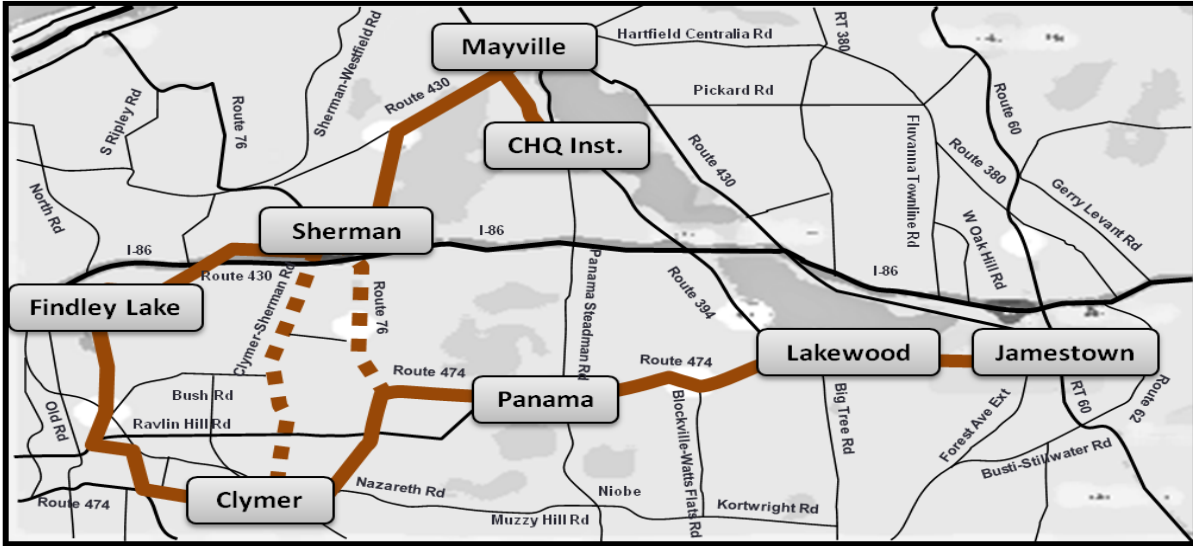 Mayville
Hartfield Centralia Rd
RT 380
Sherman-Westfield Rd
Route 430
Pickard Rd
Route 60
S Ripley Rd
Route 76
CHQ Inst.
Route 430
Fluvanna Townline Rd
Route 380
Gerry Levant Rd
North Rd
Sherman
I-86
I-86
W Oak Hill Rd
I-86
Route 430
Findley Lake
Clymer-Sherman Rd
Route 76
Panama Steadman Rd
Route 394
Lakewood
Jamestown
Route 474
Route 474
Bush Rd
Panama
Old Rd
Ravlin Hill Rd
Blockville-Watts Flats Rd
Big Tree Rd
Forest Ave Ext
RT 60
Route 62
Busti-Stillwater Rd
Clymer
Nazareth Rd
Niobe
Route 474
Muzzy Hill Rd
Kortwright Rd